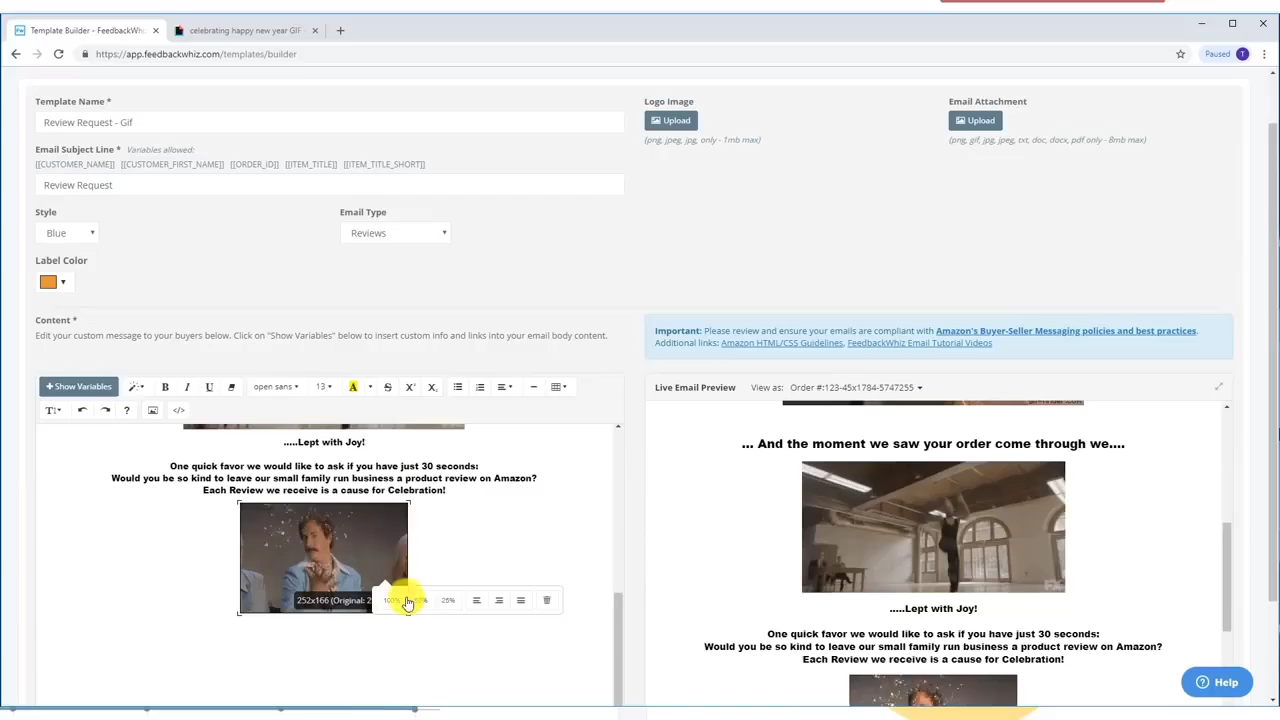 Template Builder - FeedbackWhi
celebrating happy new year GIF
https://app.feedbackwhiz.com/templates/builder
Paused T
Template Name *
Review Request - Gif
Email Subject Line * Variables allowed:
[[CUSTOMER_NAME]] [[CUSTOMER_FIRST_NAME]] [[ORDER_ID]] [[ITEM_TITLE]] [[ITEM_TITLE_SHORT]]
Review Request
Style
Blue
Email Type
Reviews
Label Color
Logo Image
Upload
(png, jpeg, jpg, only - 1mb max)
Email Attachment
Upload
(png, gif, jpg, jpeg, txt, doc, docx, pdf only - 8mb max)
Content *
Edit your custom message to your buyers below. Click on "Show Variables" below to insert custom info and links into your email body content.
Important: Please review and ensure your emails are compliant with Amazon's Buyer-Seller Messaging policies and best practices.
Additional links: Amazon HTML/CSS Guidelines, FeedbackWhiz Email Tutorial Videos
+ Show Variables
B I U open sans 13 A S X² X₂
T ? </>
.....Lept with Joy!
One quick favor we would like to ask if you have just 30 seconds:
Would you be so kind to leave our small family run business a product review on Amazon?
Each Review we receive is a cause for Celebration!
252x166 (Original: 2
100% 25%
Live Email Preview View as: Order #:123-45x1784-5747255
... And the moment we saw your order come through we....
.....Lept with Joy!
One quick favor we would like to ask if you have just 30 seconds:
Would you be so kind to leave our small family run business a product review on Amazon?
Each Review we receive is a cause for Celebration!
? Help